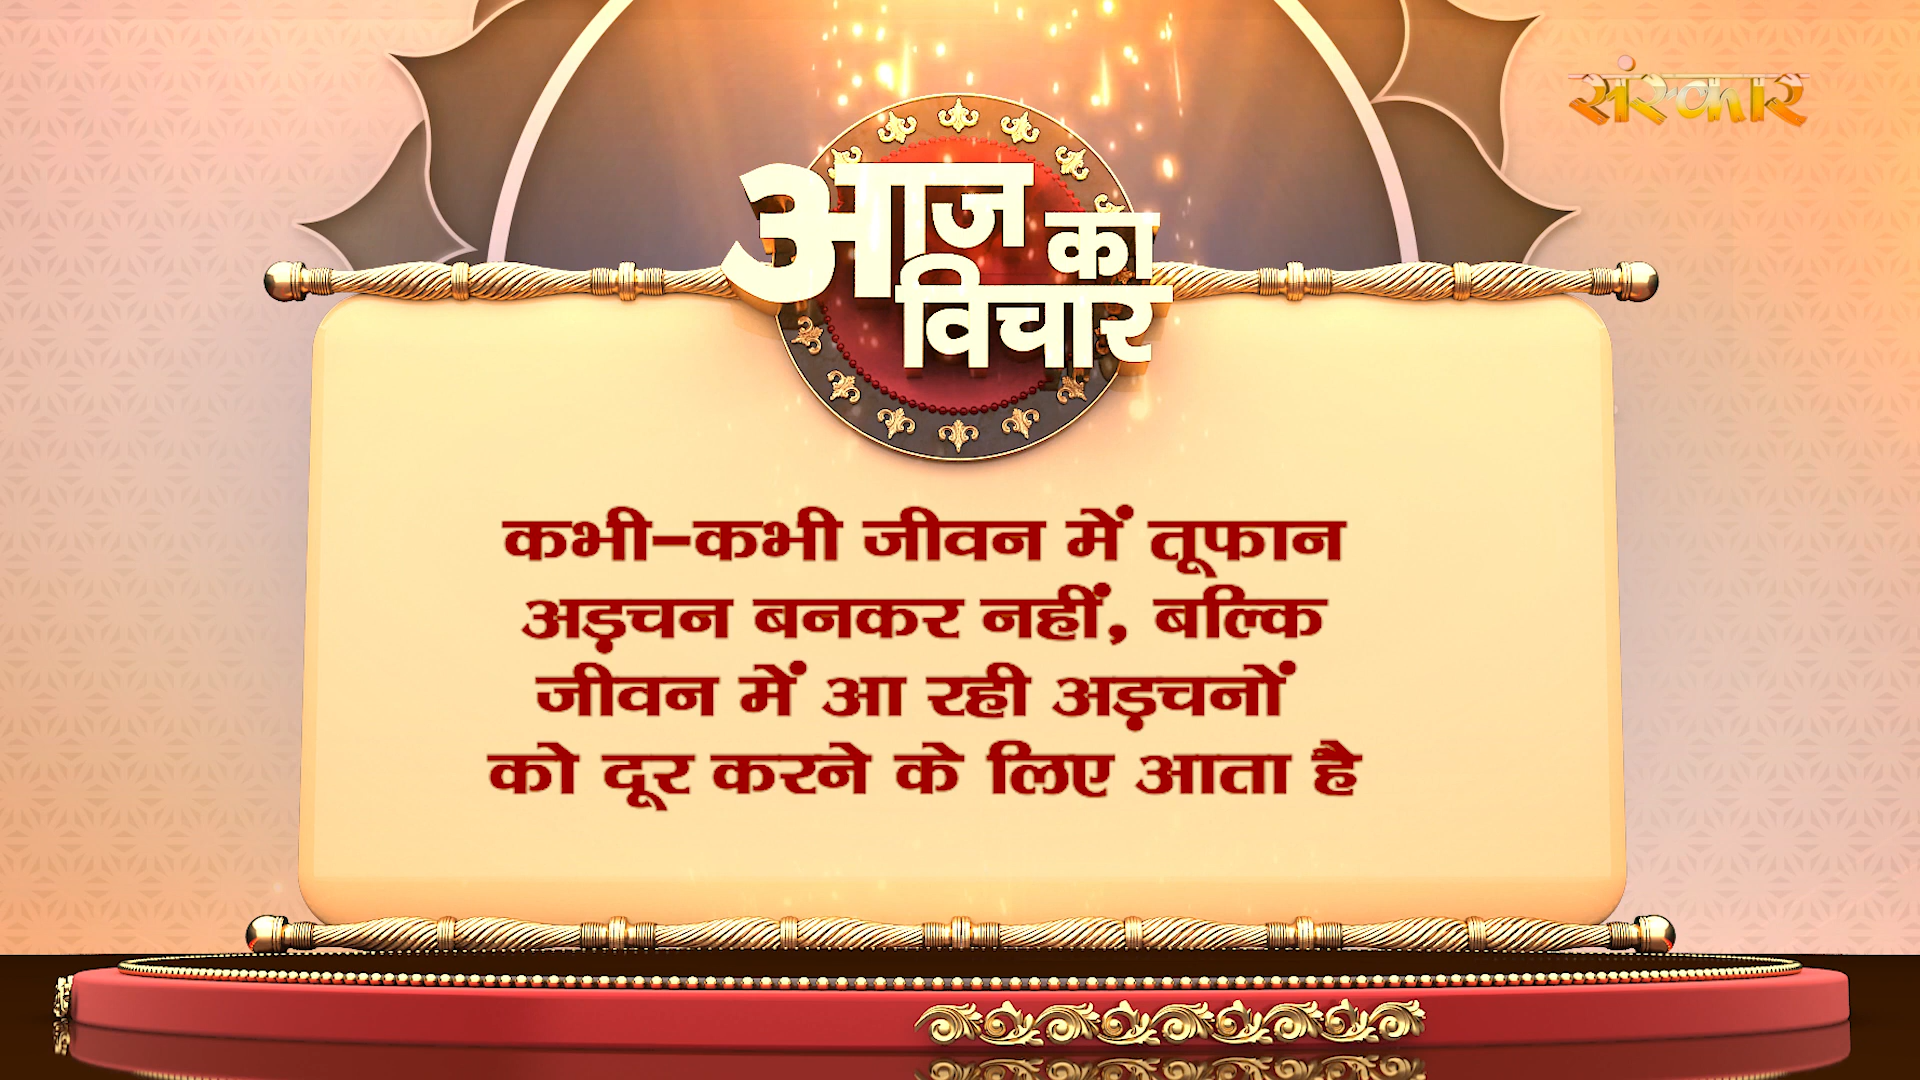 संस्कार
आज का
विचार
कभी-कभी जीवन में तूफान
अड़चन बनकर नहीं, बल्कि
जीवन में आ रही अड़चनों
को दूर करने के लिए आता है